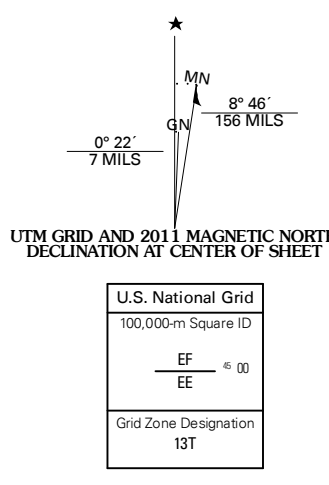 MN
8° 46´
156 MILS
GN
0° 22´
7 MILS
UTM GRID AND 2011 MAGNETIC NORTH
DECLINATION AT CENTER OF SHEET
U.S. National Grid
100,000-m Square ID
EF
45 00
EE
Grid Zone Designation
13T